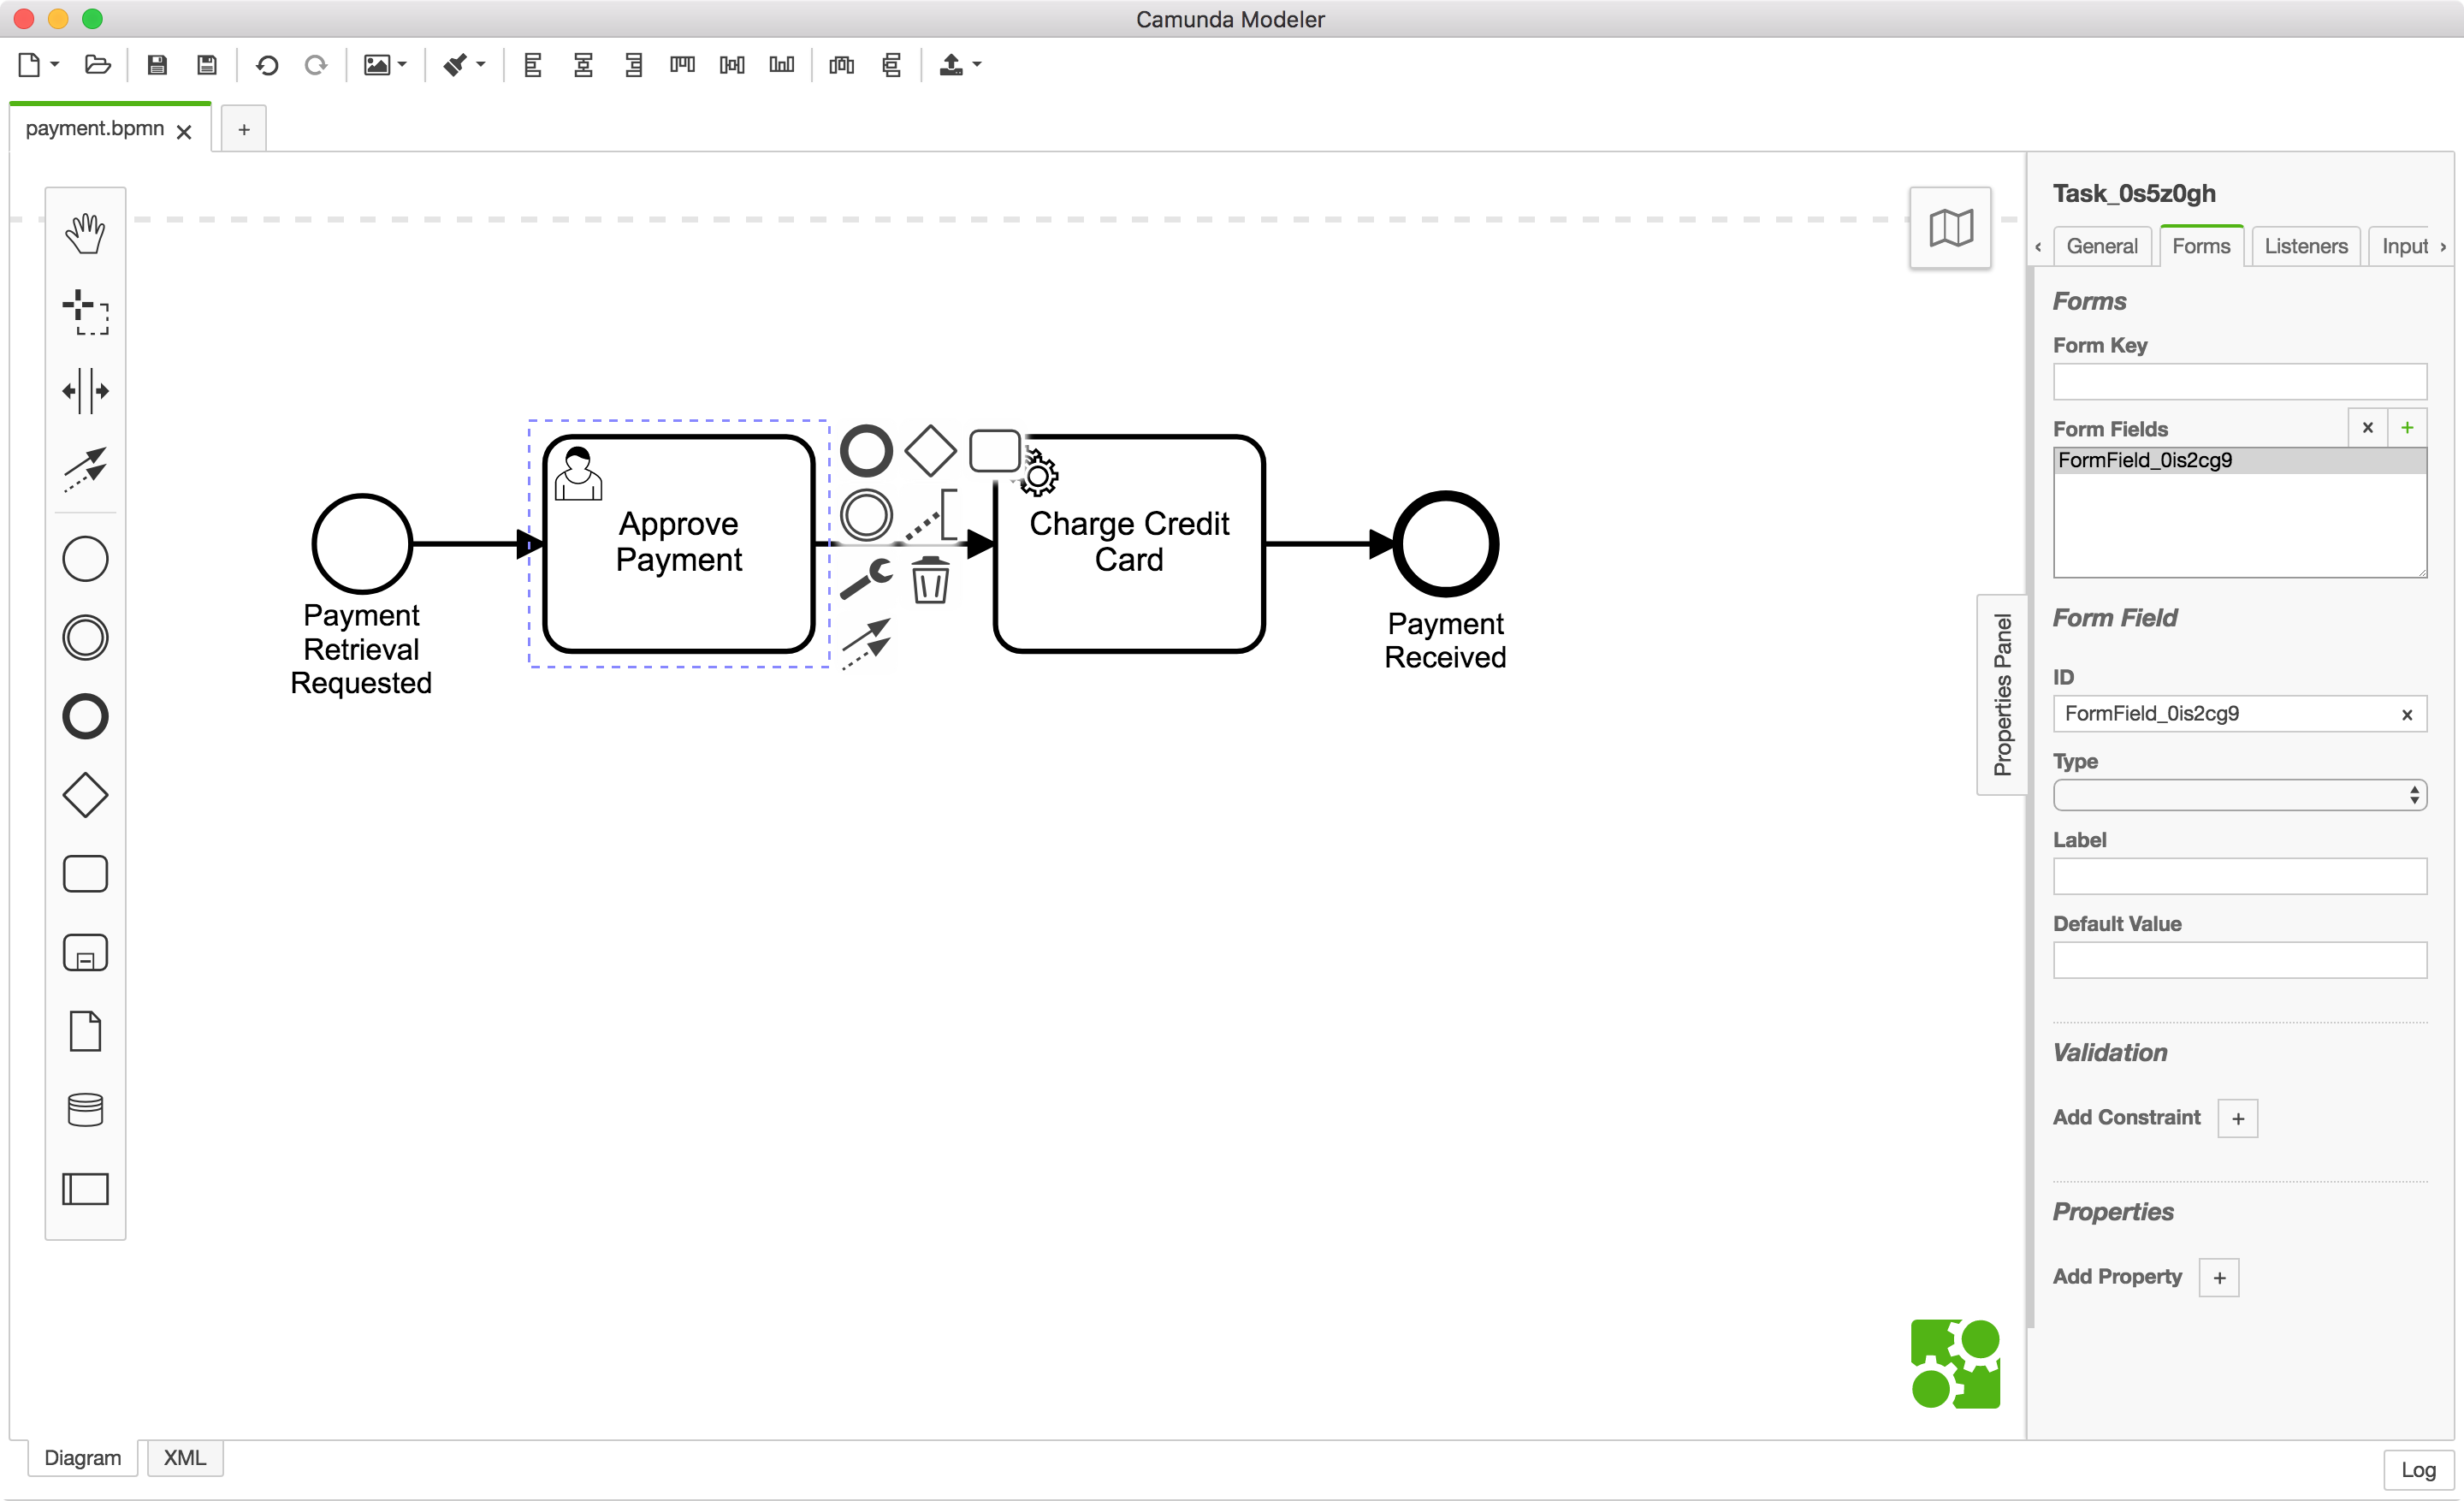 Camunda Modeler
payment.bpmn
Task_0s5z0gh
General Forms Listeners Input
Forms
Form Key
Form Fields
FormField_0is2cg9
Approve
Payment
Charge Credit
Card
Payment
Retrieval
Requested
Payment
Received
Properties Panel
Form Field
ID
FormField_0is2cg9
Type
Label
Default Value
Validation
Add Constraint +
Properties
Add Property +
Diagram XML
Log